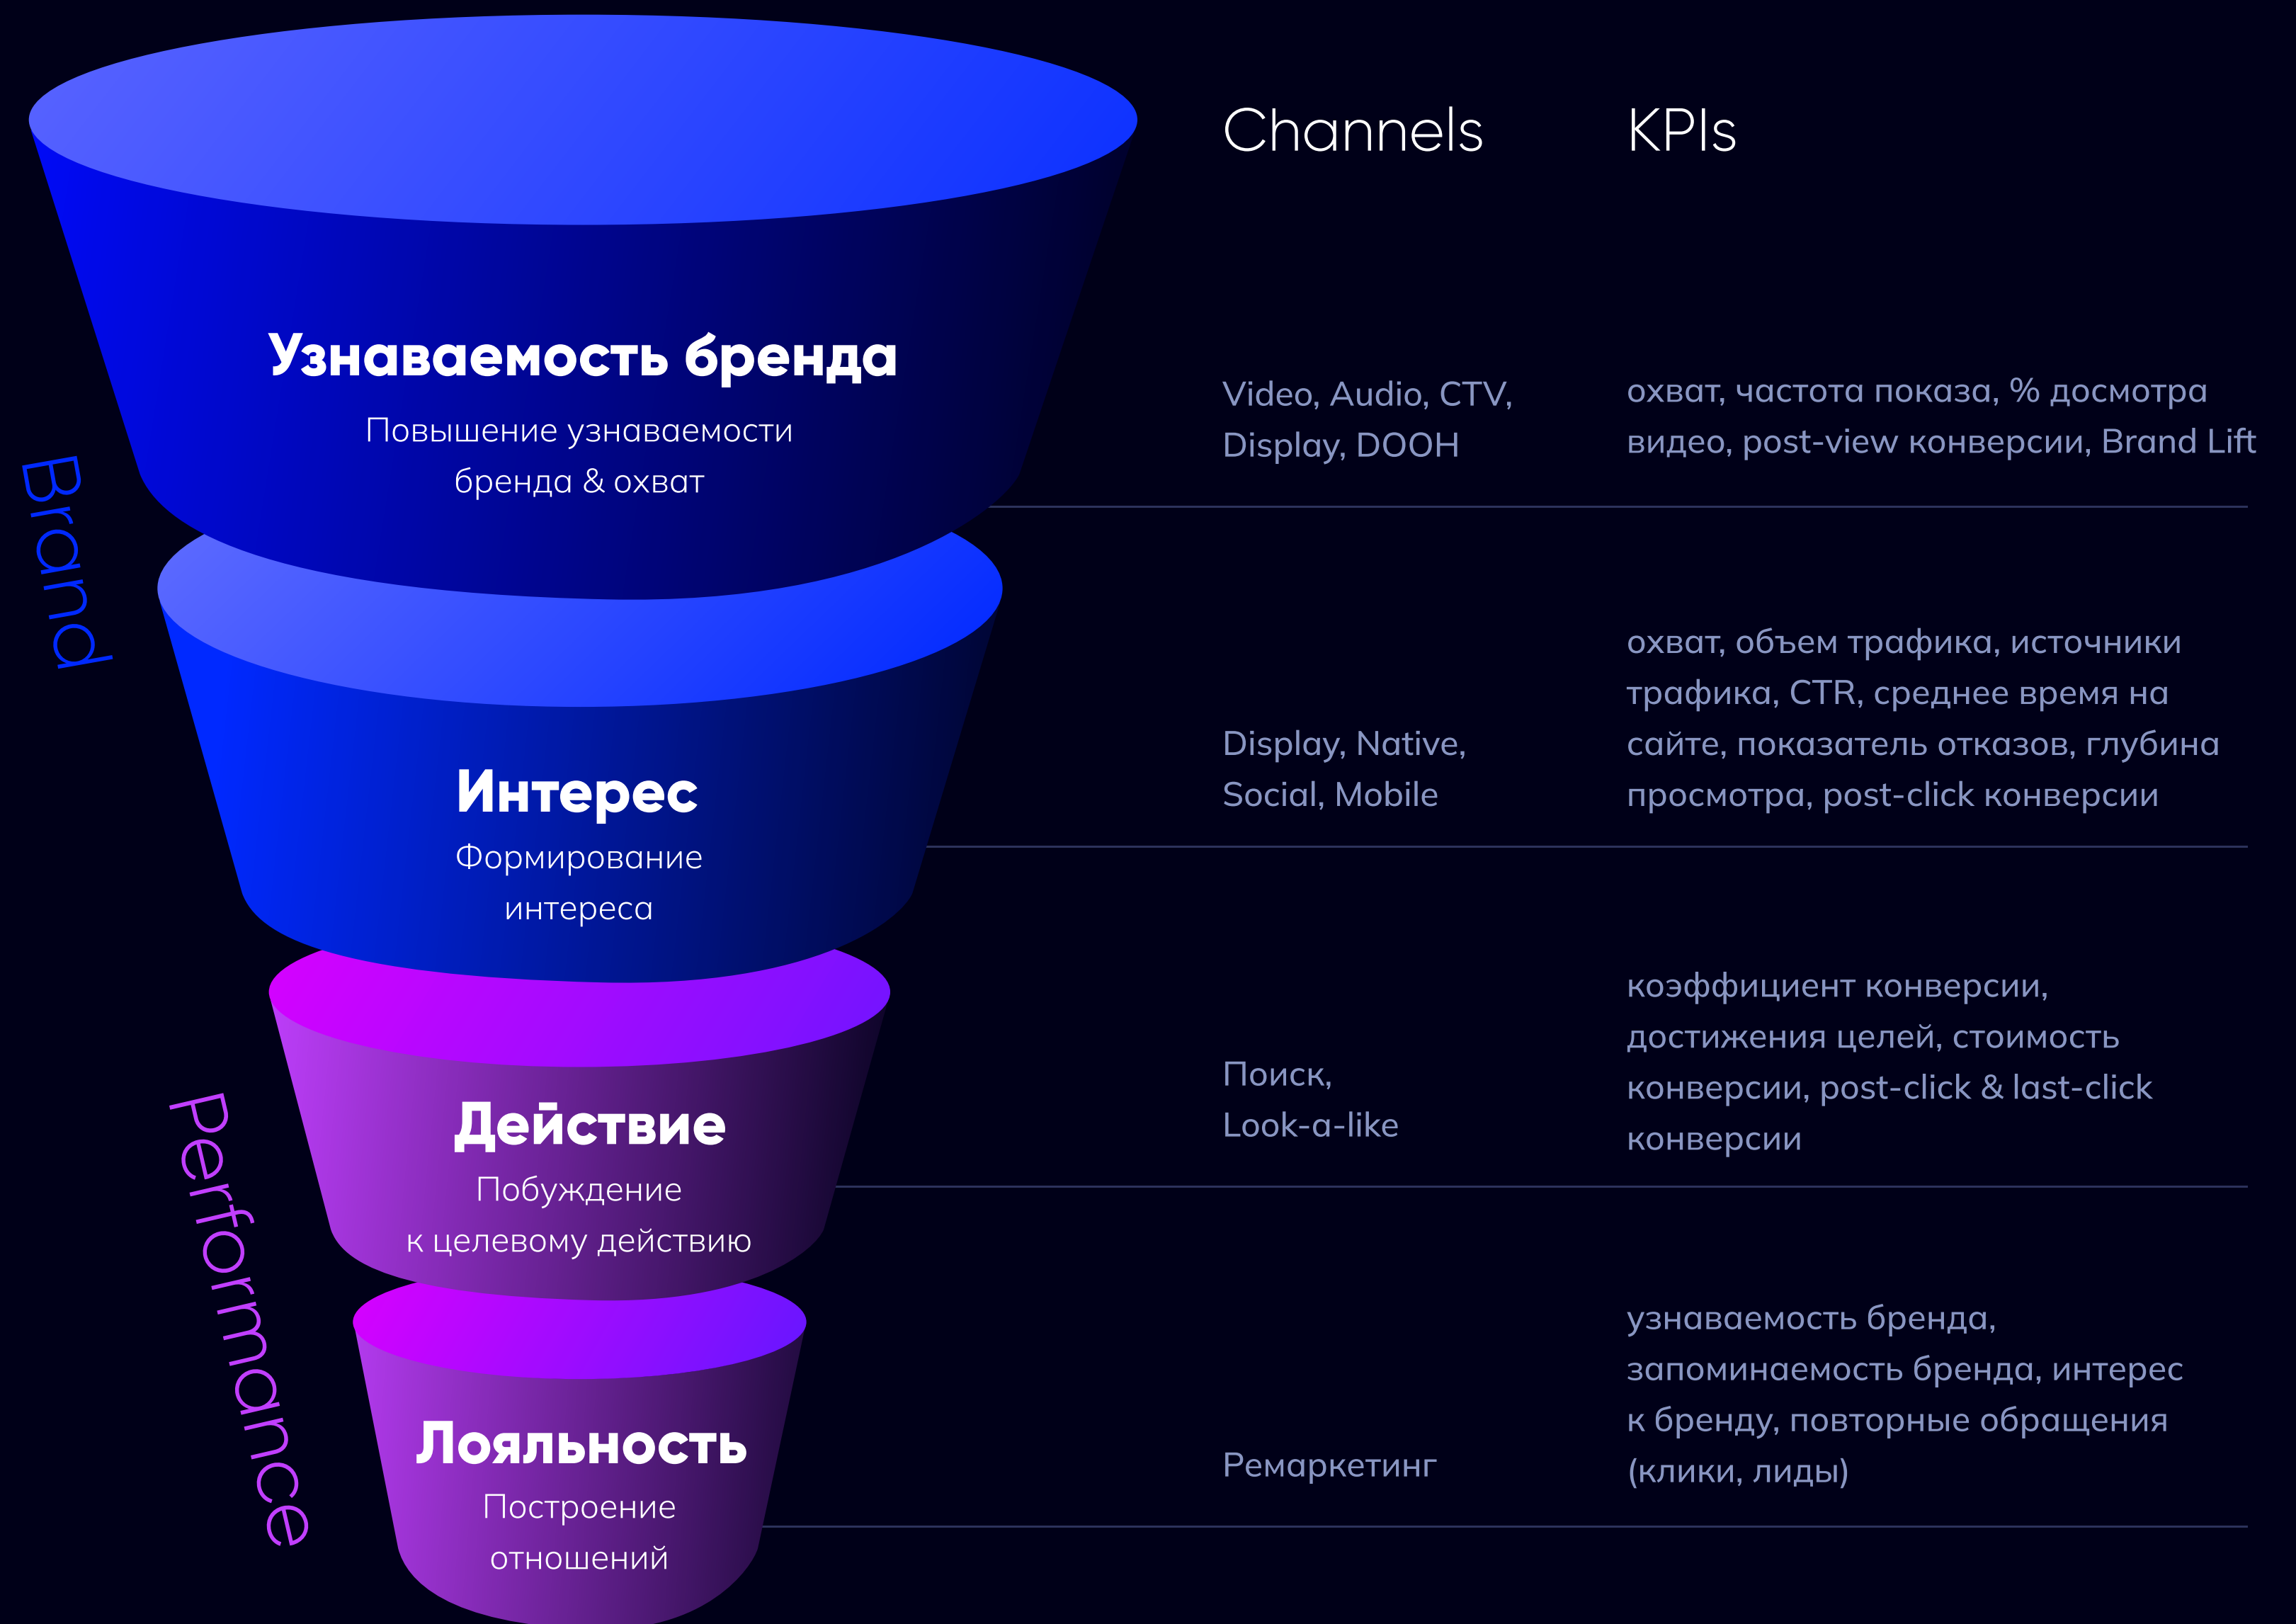 Channels
KPIs
Brand
Узнаваемость бренда
Повышение узнаваемости
бренда & охват
Video, Audio, CTV,
Display, DOOH
охват, частота показа, % досмотра
видео, post-view конверсии, Brand Lift
Интерес
Формирование
интереса
Display, Native,
Social, Mobile
охват, объем трафика, источники
трафика, CTR, среднее время на
сайте, показатель отказов, глубина
просмотра, post-click конверсии
Performance
Действие
Побуждение
к целевому действию
Поиск,
Look-a-like
коэффициент конверсии,
достижения целей, стоимость
конверсии, post-click & last-click
конверсии
Лояльность
Построение
отношений
Ремаркетинг
узнаваемость бренда,
запоминаемость бренда, интерес
к бренду, повторные обращения
(клики, лиды)